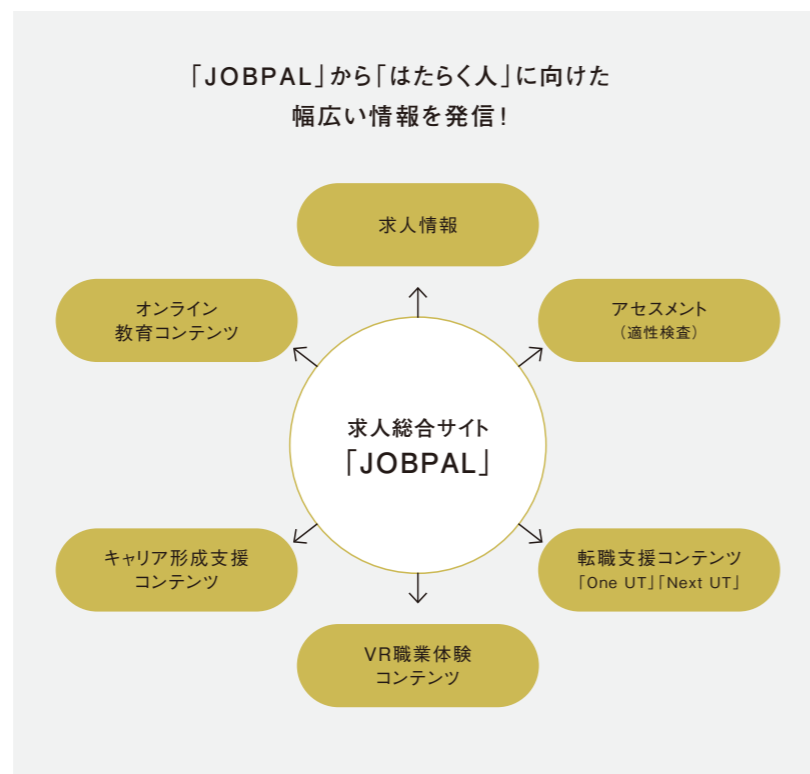 「JOBPAL」から「はたらく人」に向けた
幅広い情報を発信！
求人情報
オンライン
教育コンテンツ
アセスメント
（適性検査）
求人総合サイト
「JOBPAL」
キャリア形成支援
コンテンツ
転職支援コンテンツ
「One UT」「Next UT」
VR職業体験
コンテンツ